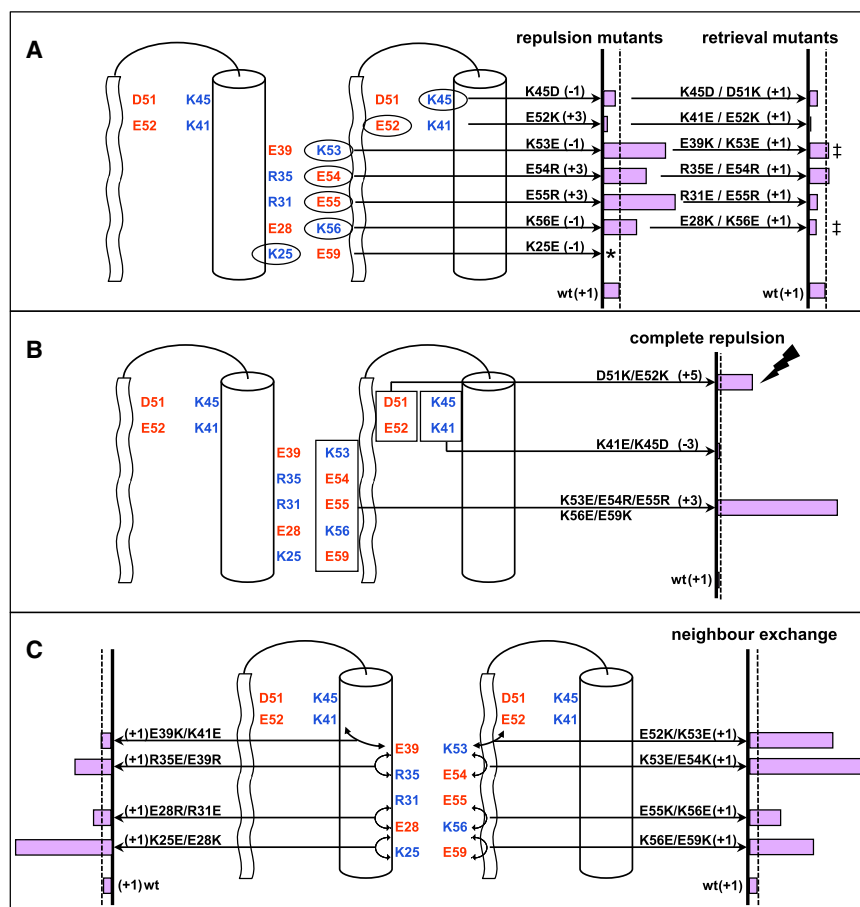 A
repulsion mutants
retrieval mutants
D51 K45 D51 K45 K45D (-1) K45D / D51K (+1)
E52 K41 E52 K41 E52K (+3) K41E / E52K (+1)
E39 K53 K53E (-1) E39K / K53E (+1) ‡
R35 E54 E54R (+3) R35E / E54R (+1)
R31 E55 E55R (+3) R31E / E55R (+1)
E28 K56 K56E (-1) E28K / K56E (+1) ‡
K25 E59 K25E (-1) *
wt(+1) wt(+1)
B
complete repulsion
D51K/E52K (+5)
D51 K45 D51 K45
E52 K41 E52 K41
K41E/K45D (-3)
E39 K53
R35 E54
R31 E55 K53E/E54R/E55R (+3)
K56E/E59K
E28 K56
K25 E59
wt(+1)
C
neighbour exchange
D51 K45 D51 K45
E52 K41 E52 K41
(+1)E39K/K41E E39 K53 E52K/K53E(+1)
(+1)R35E/E39R R35 E54 K53E/E54K(+1)
R31 E55
(+1)E28R/R31E E28 K56 E55K/K56E(+1)
(+1)K25E/E28K K25 E59 K56E/E59K(+1)
(+1)wt wt(+1)